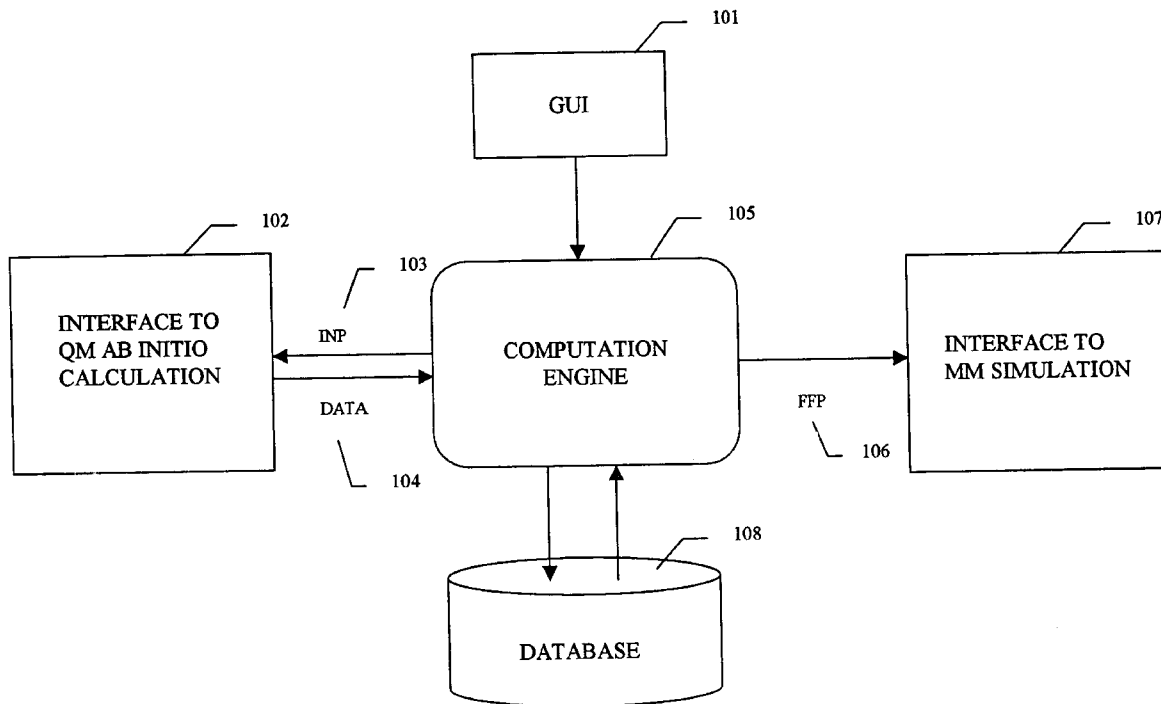 101
GUI
102
105
107
103
INTERFACE TO
QM AB INITIO
CALCULATION
INP
COMPUTATION
ENGINE
INTERFACE TO
MM SIMULATION
DATA
FFP
104
106
108
DATABASE